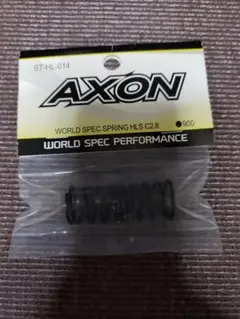 ST-HL-014
AXON
WORLD SPEC SPRING HLS C2.8 ●900
WORLD SPEC PERFORMANCE